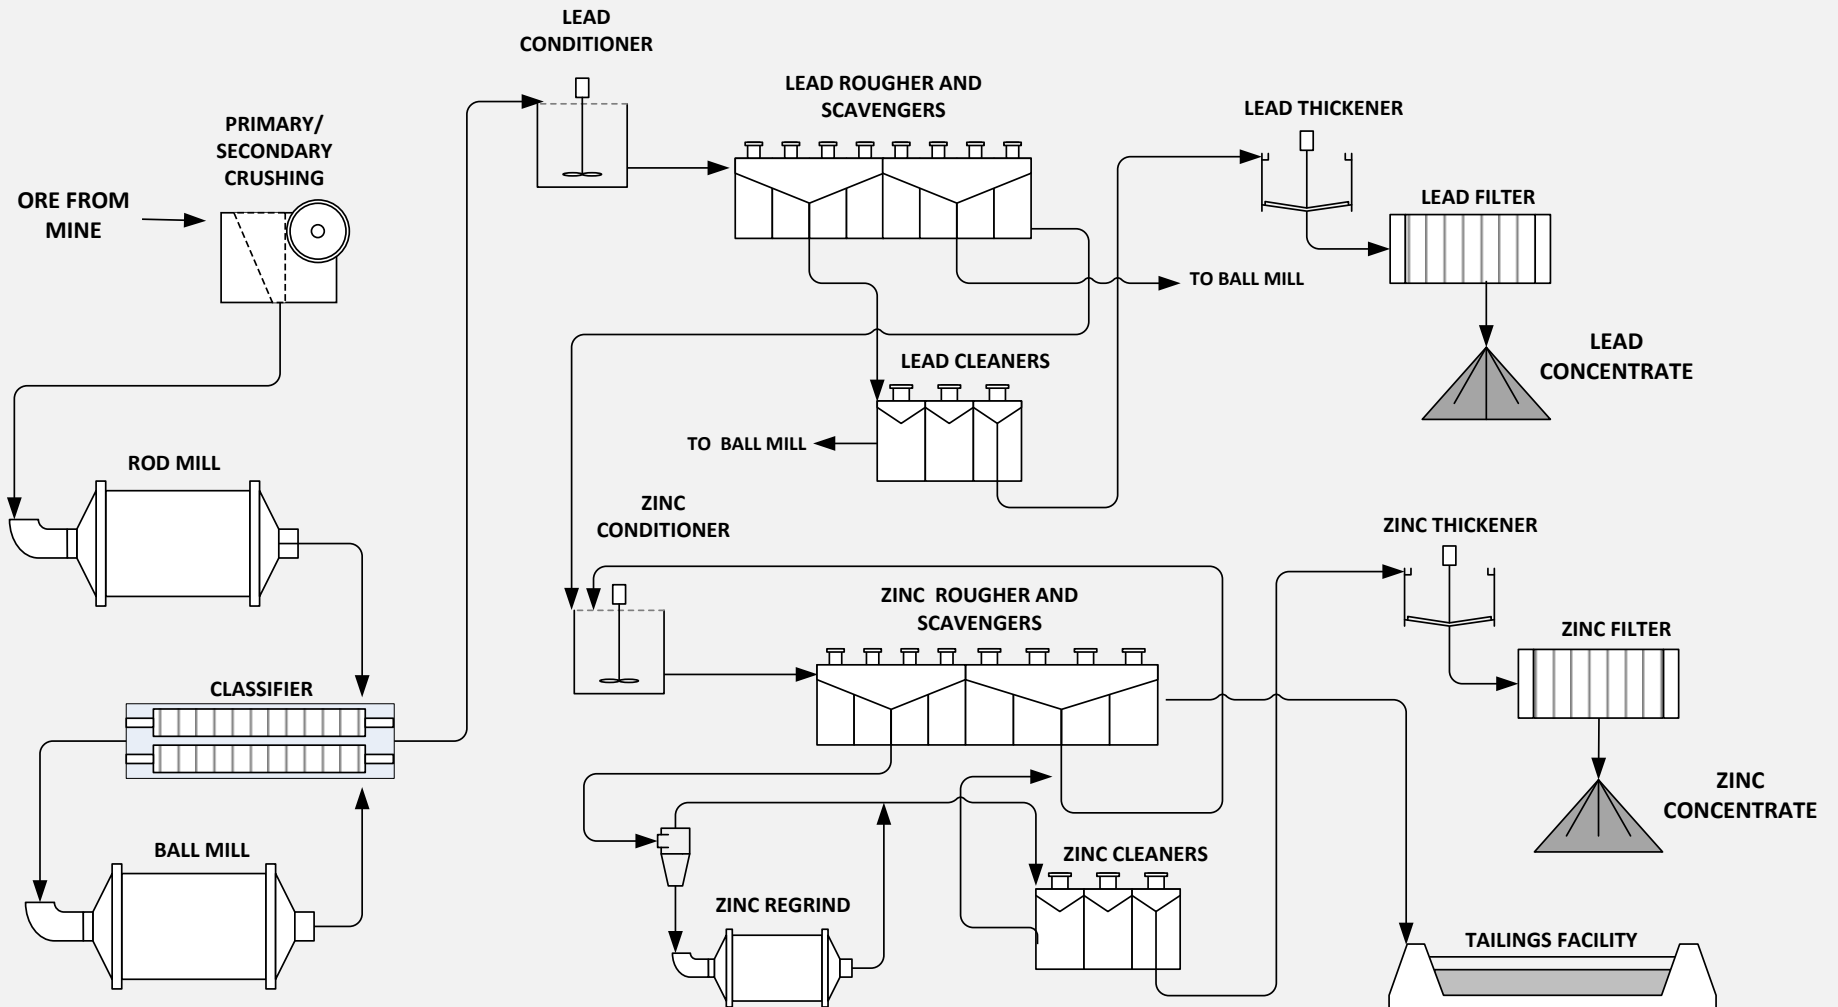 LEAD
CONDITIONER
LEAD ROUGHER AND
SCAVENGERS
LEAD THICKENER
PRIMARY/
SECONDARY
CRUSHING
ORE FROM
MINE
LEAD FILTER
TO BALL MILL
LEAD
CONCENTRATE
LEAD CLEANERS
TO BALL MILL
ROD MILL
ZINC
CONDITIONER
ZINC THICKENER
ZINC ROUGHER AND
SCAVENGERS
ZINC FILTER
CLASSIFIER
ZINC
CONCENTRATE
BALL MILL
ZINC CLEANERS
ZINC REGRIND
TAILINGS FACILITY